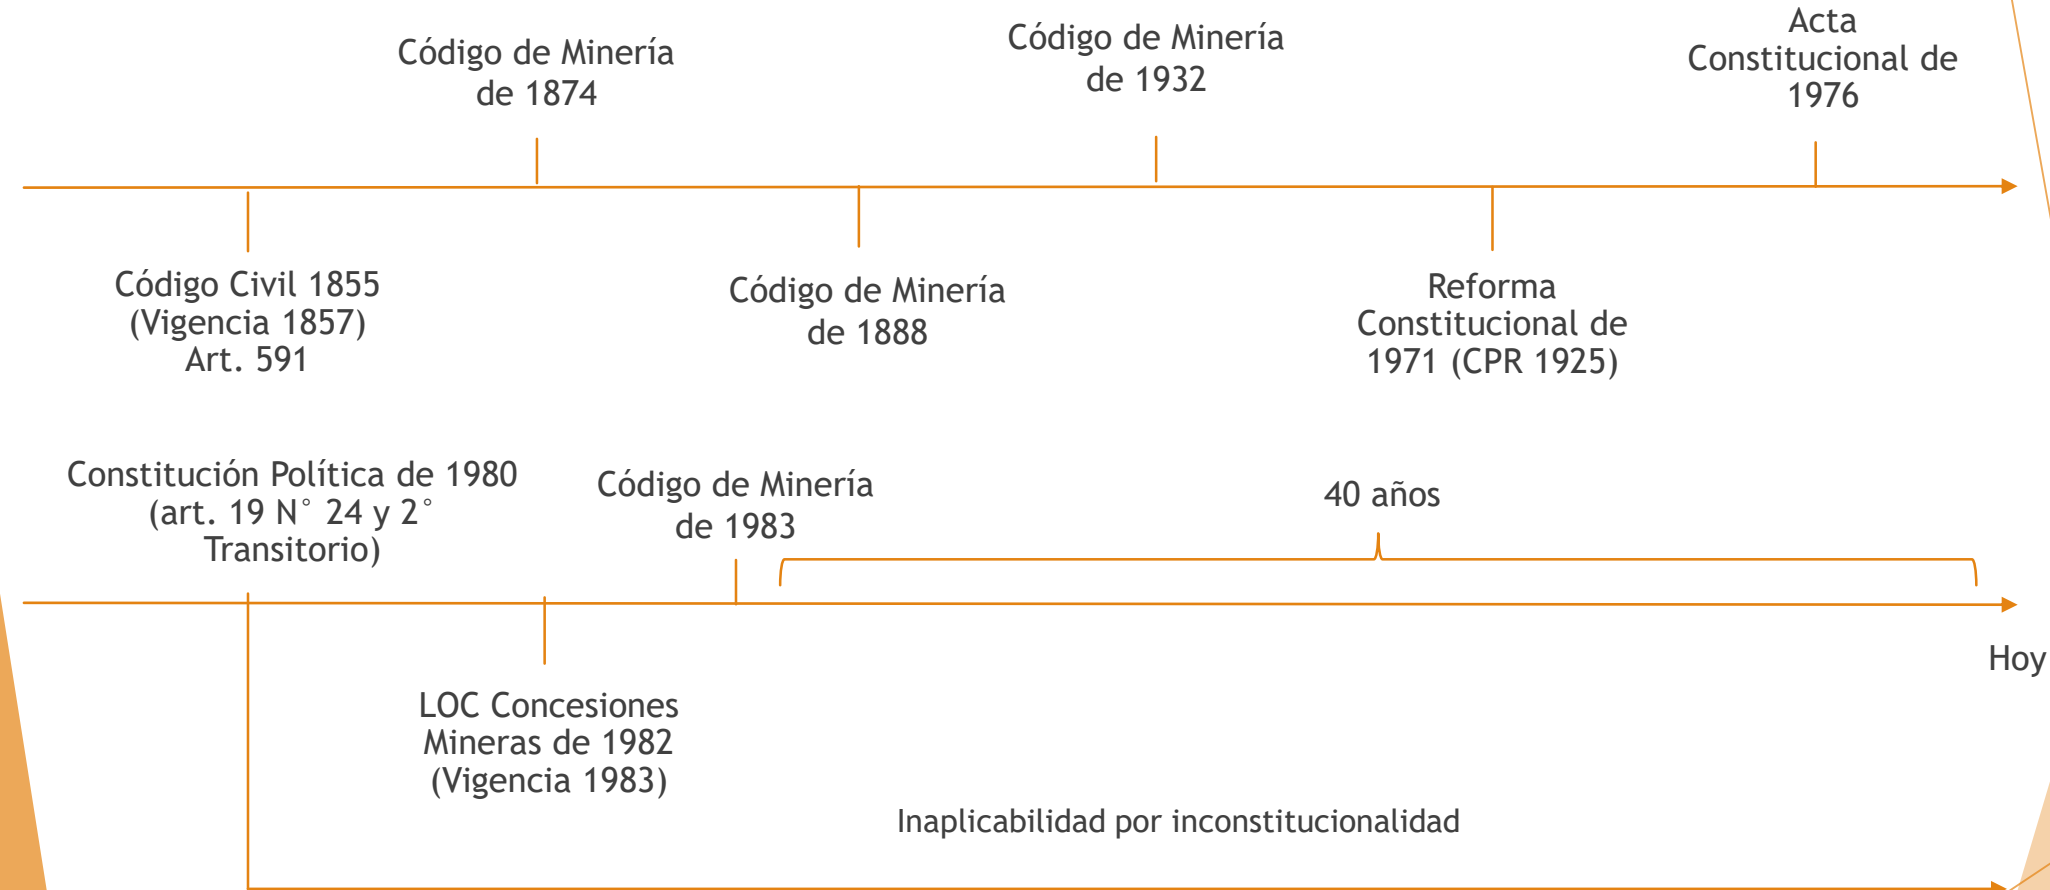 Código de Minería
de 1874
Código de Minería
de 1932
Acta
Constitucional de
1976
Código Civil 1855
(Vigencia 1857)
Art. 591
Código de Minería
de 1888
Reforma
Constitucional de
1971 (CPR 1925)
Constitución Política de 1980
(art. 19 N° 24 y 2°
Transitorio)
Código de Minería
de 1983
40 años
Hoy
LOC Concesiones
Mineras de 1982
(Vigencia 1983)
Inaplicabilidad por inconstitucionalidad